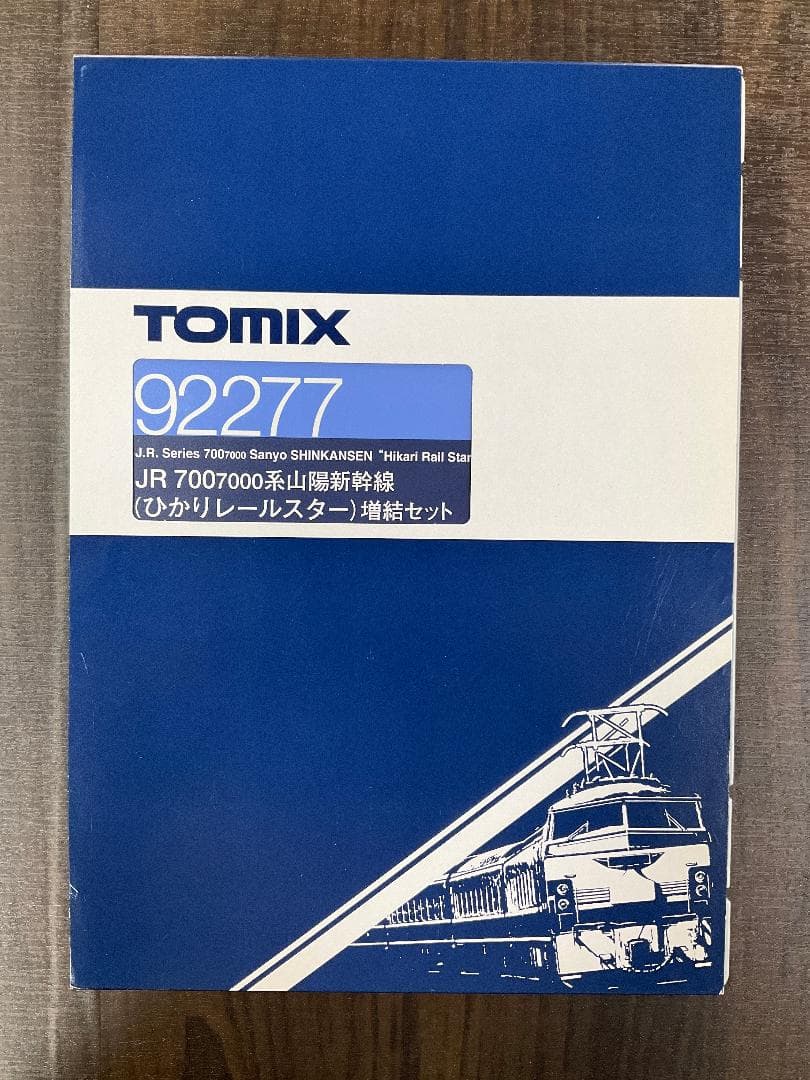 TOMIX
92277
J.R. Series 7007000 Sanyo SHINKANSEN "Hikari Rail Star
JR 7007000系山陽新幹線
(ひかりレールスター)増結セット